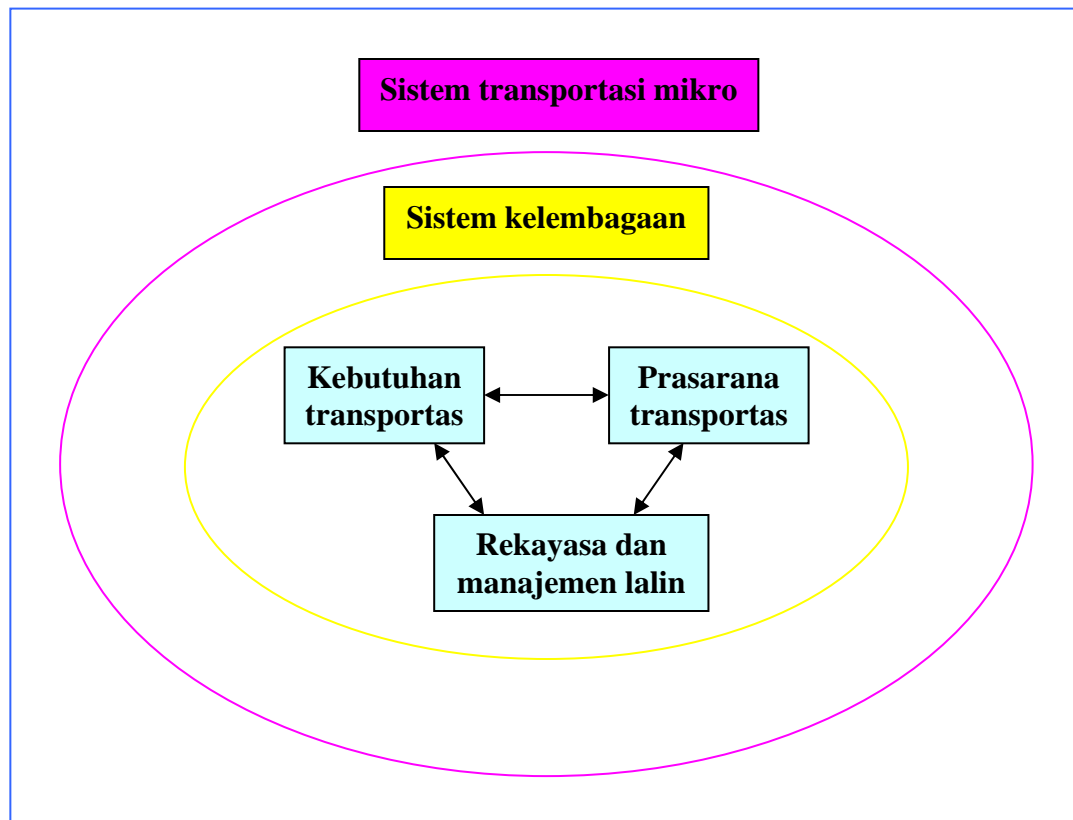 Sistem transportasi mikro
Sistem kelembagaan
Kebutuhan
transportas
Prasarana
transportas
Rekayasa dan
manajemen lalin